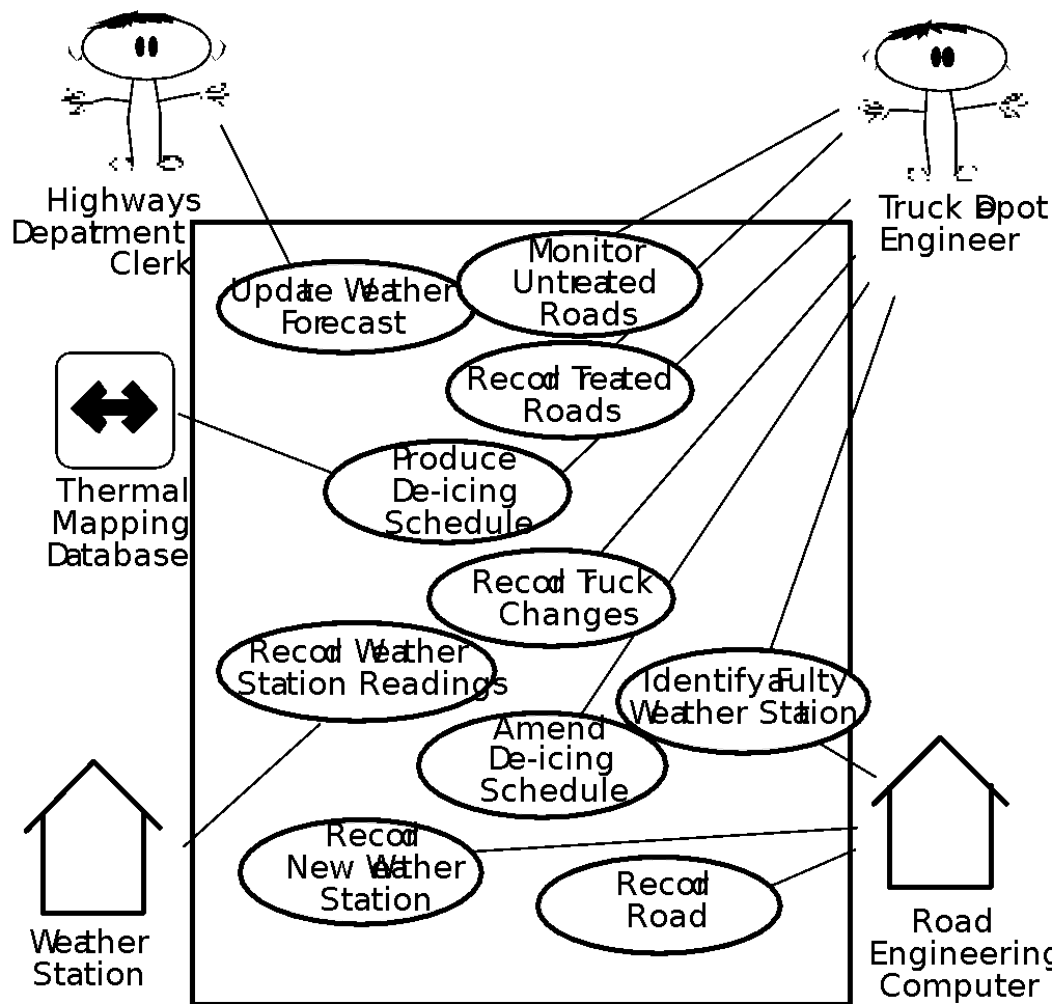 Highways
Department
Clerk
Truck Depot
Engineer
Monitor
Untreated
Roads
Update Weather
Forecast
Record Treated
Roads
Thermal
Mapping
Database
Produce
De-icing
Schedule
Record Truck
Changes
Record Weather
Station Readings
Identify a Faulty
Weather Station
Amend
De-icing
Schedule
Record
New Weather
Station
Record
Road
Weather
Station
Road
Engineering
Computer